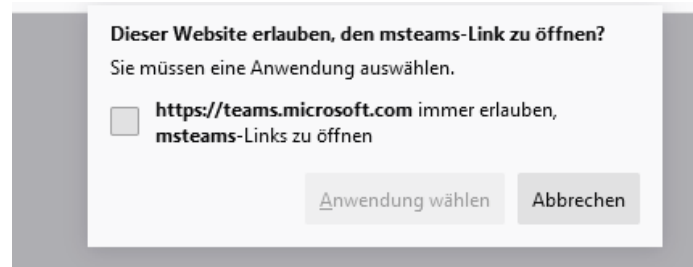 Dieser Website erlauben, den msteams-Link zu öffnen?
Sie müssen eine Anwendung auswählen.
https://teams.microsoft.com immer erlauben,
msteams-Links zu öffnen
Anwendung wählen Abbrechen